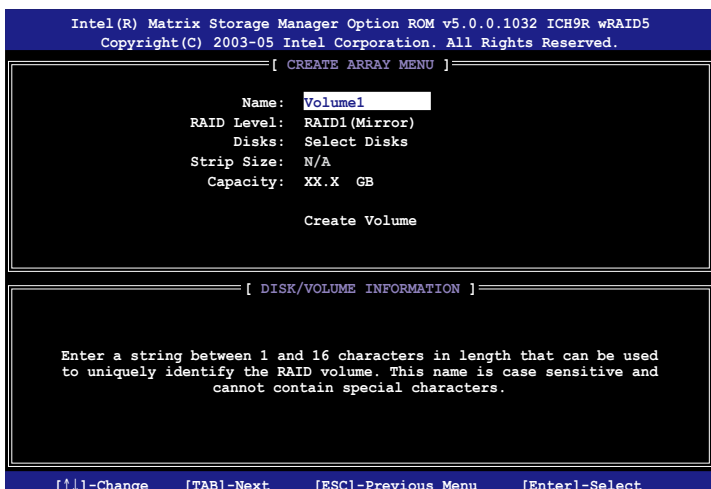 Intel(R) Matrix Storage Manager Option ROM v5.0.0.1032 ICH9R wRAID5
Copyright(C) 2003-05 Intel Corporation. All Rights Reserved.
[ CREATE ARRAY MENU ]
Name: Volume1
RAID Level: RAID1(Mirror)
Disks: Select Disks
Strip Size: N/A
Capacity: XX.X GB
Create Volume
[ DISK/VOLUME INFORMATION ]
Enter a string between 1 and 16 characters in length that can be used
to uniquely identify the RAID volume. This name is case sensitive and
cannot contain special characters.
[↑↓]-Change [TAB]-Next [ESC]-Previous Menu [Enter]-Select